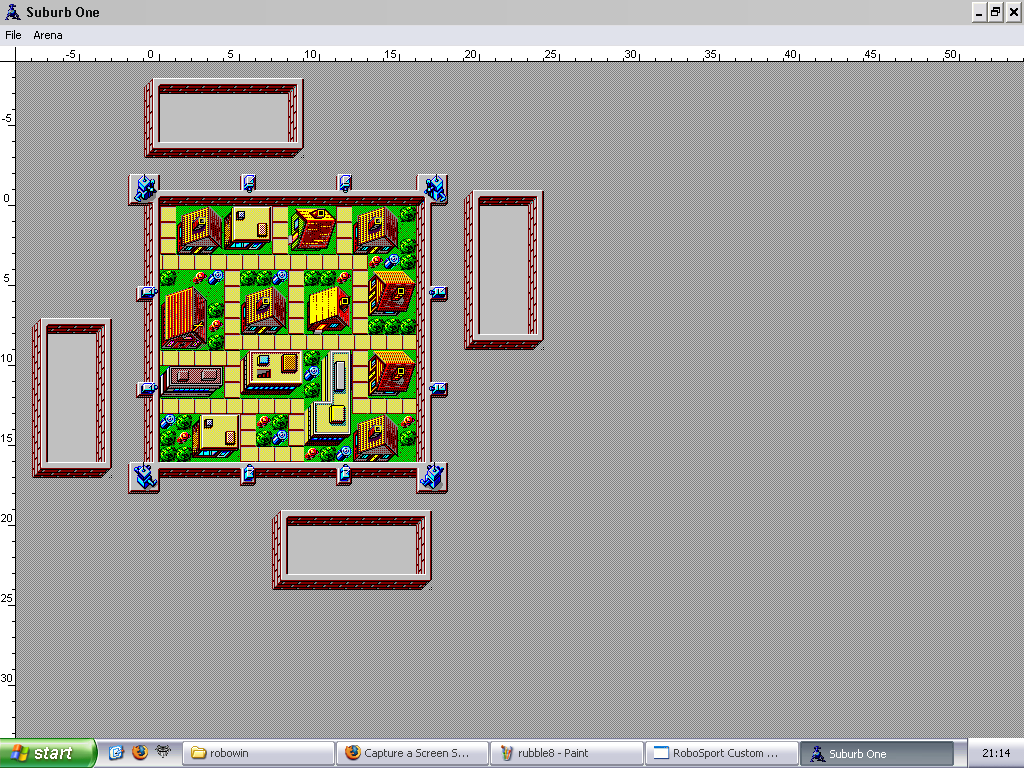 Suburb One
File Arena
-5 0 5 10 15 20 25 30 35 40 45 50
-5
0
5
10
15
20
25
30
start robowin Capture a Screen S... rubble8 - Paint RoboSport Custom ... Suburb One 21:14